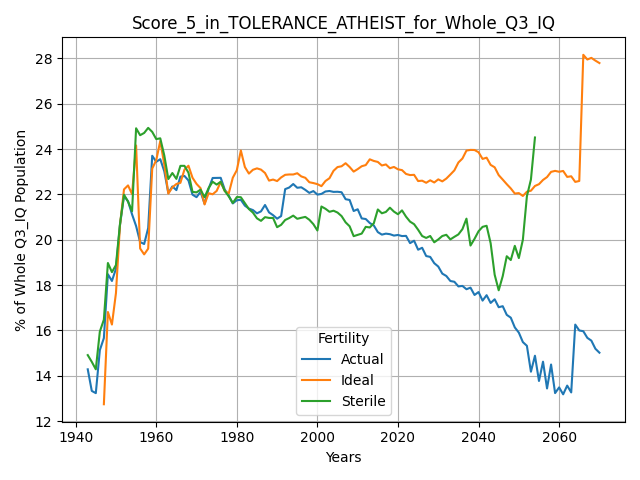 Score_5_in_TOLERANCE_ATHEIST_for_Whole_Q3_IQ
% of Whole Q3_IQ Population
28
26
24
22
20
18
16
14
12
Fertility
Actual
Ideal
Sterile
1940 1960 1980 2000 2020 2040 2060
Years